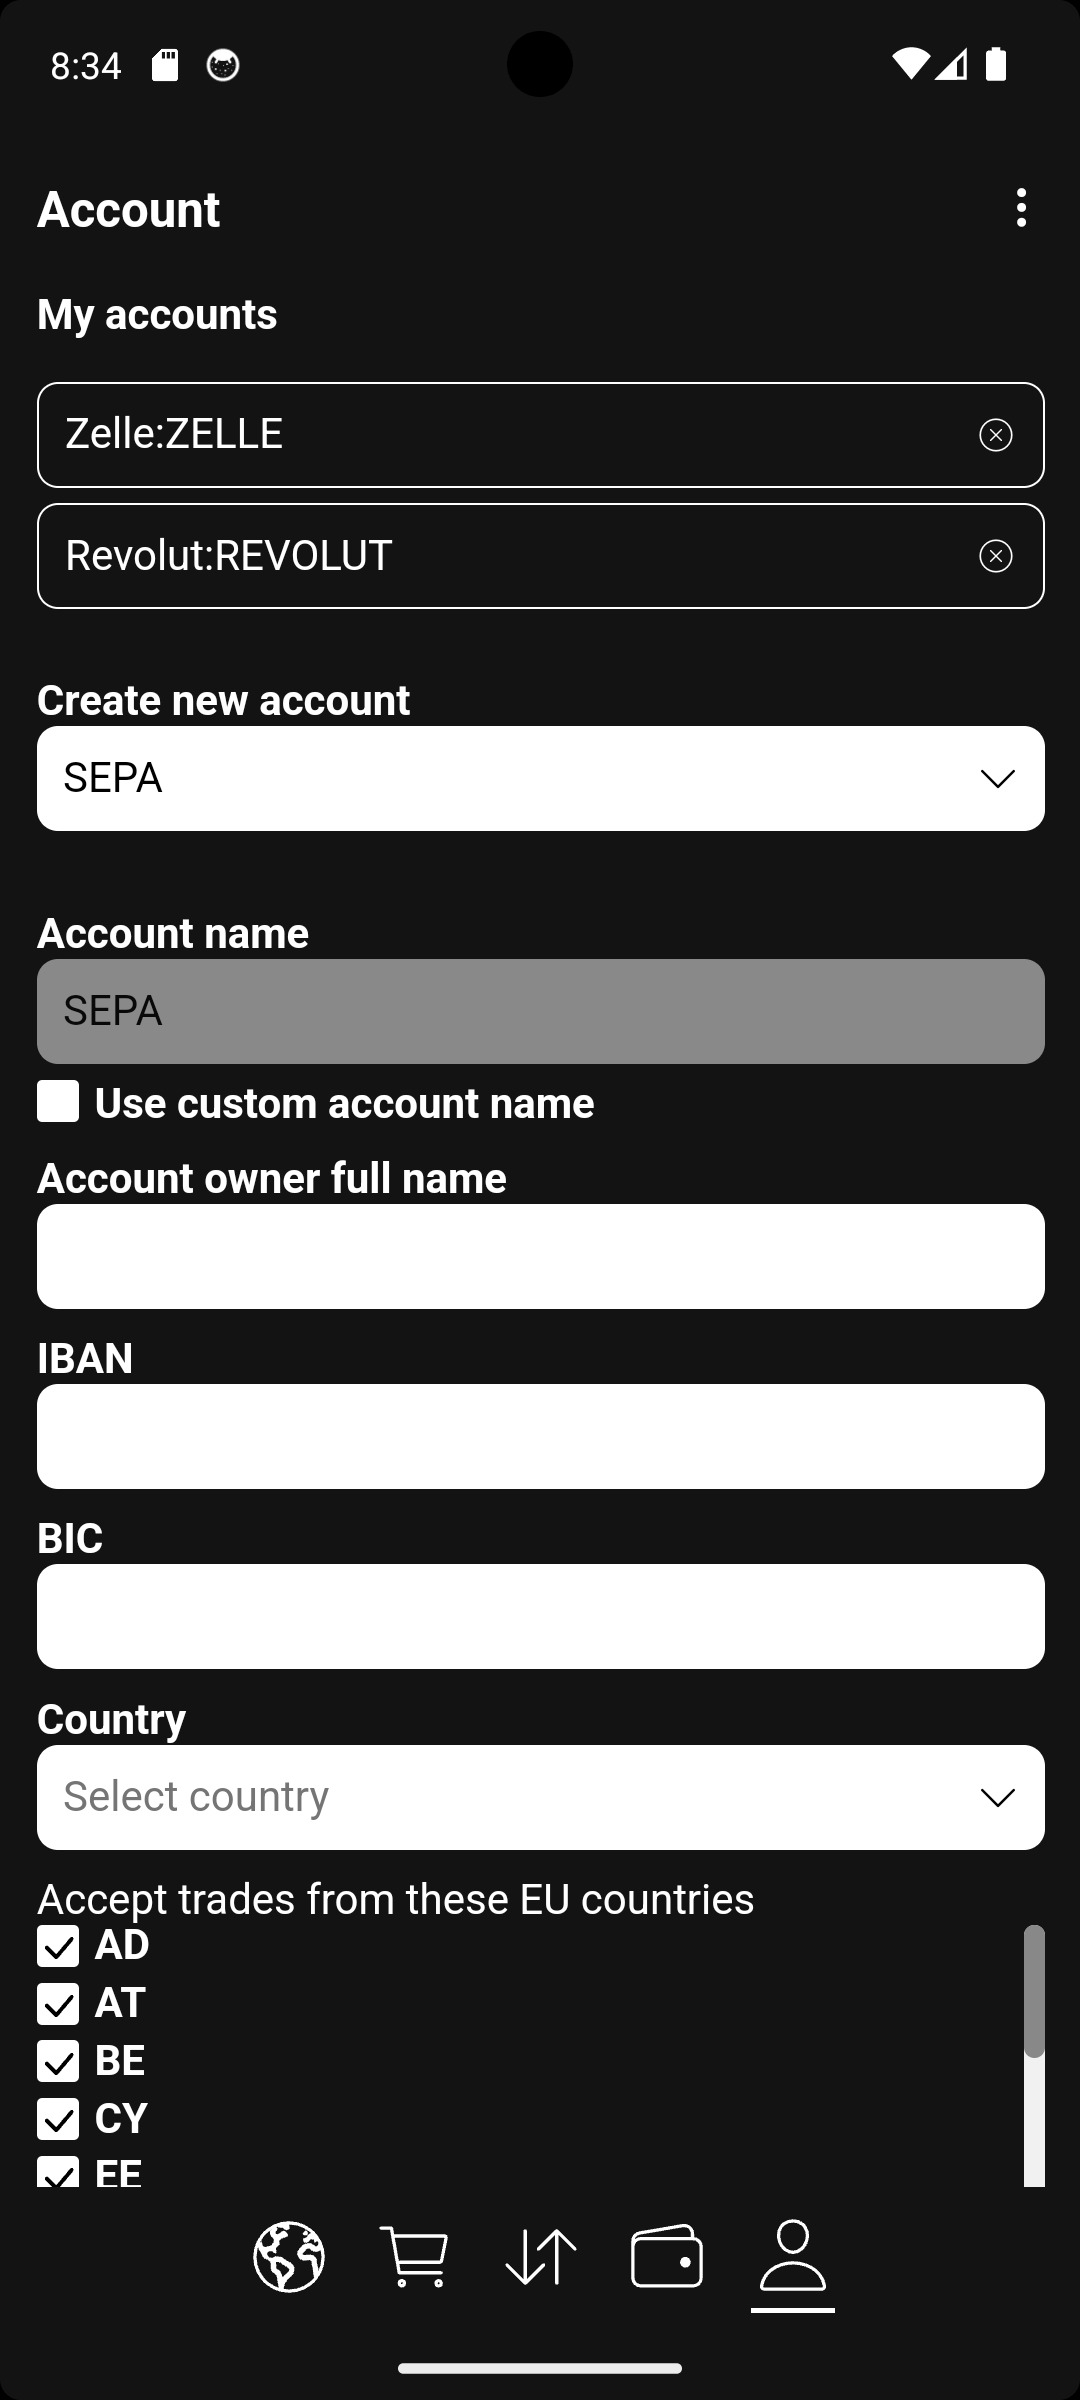 8:34
Account
My accounts
Zelle:ZELLE
Revolut:REVOLUT
Create new account
SEPA
Account name
SEPA
Use custom account name
Account owner full name
IBAN
BIC
Country
Select country
Accept trades from these EU countries
AD
AT
BE
CY
EE